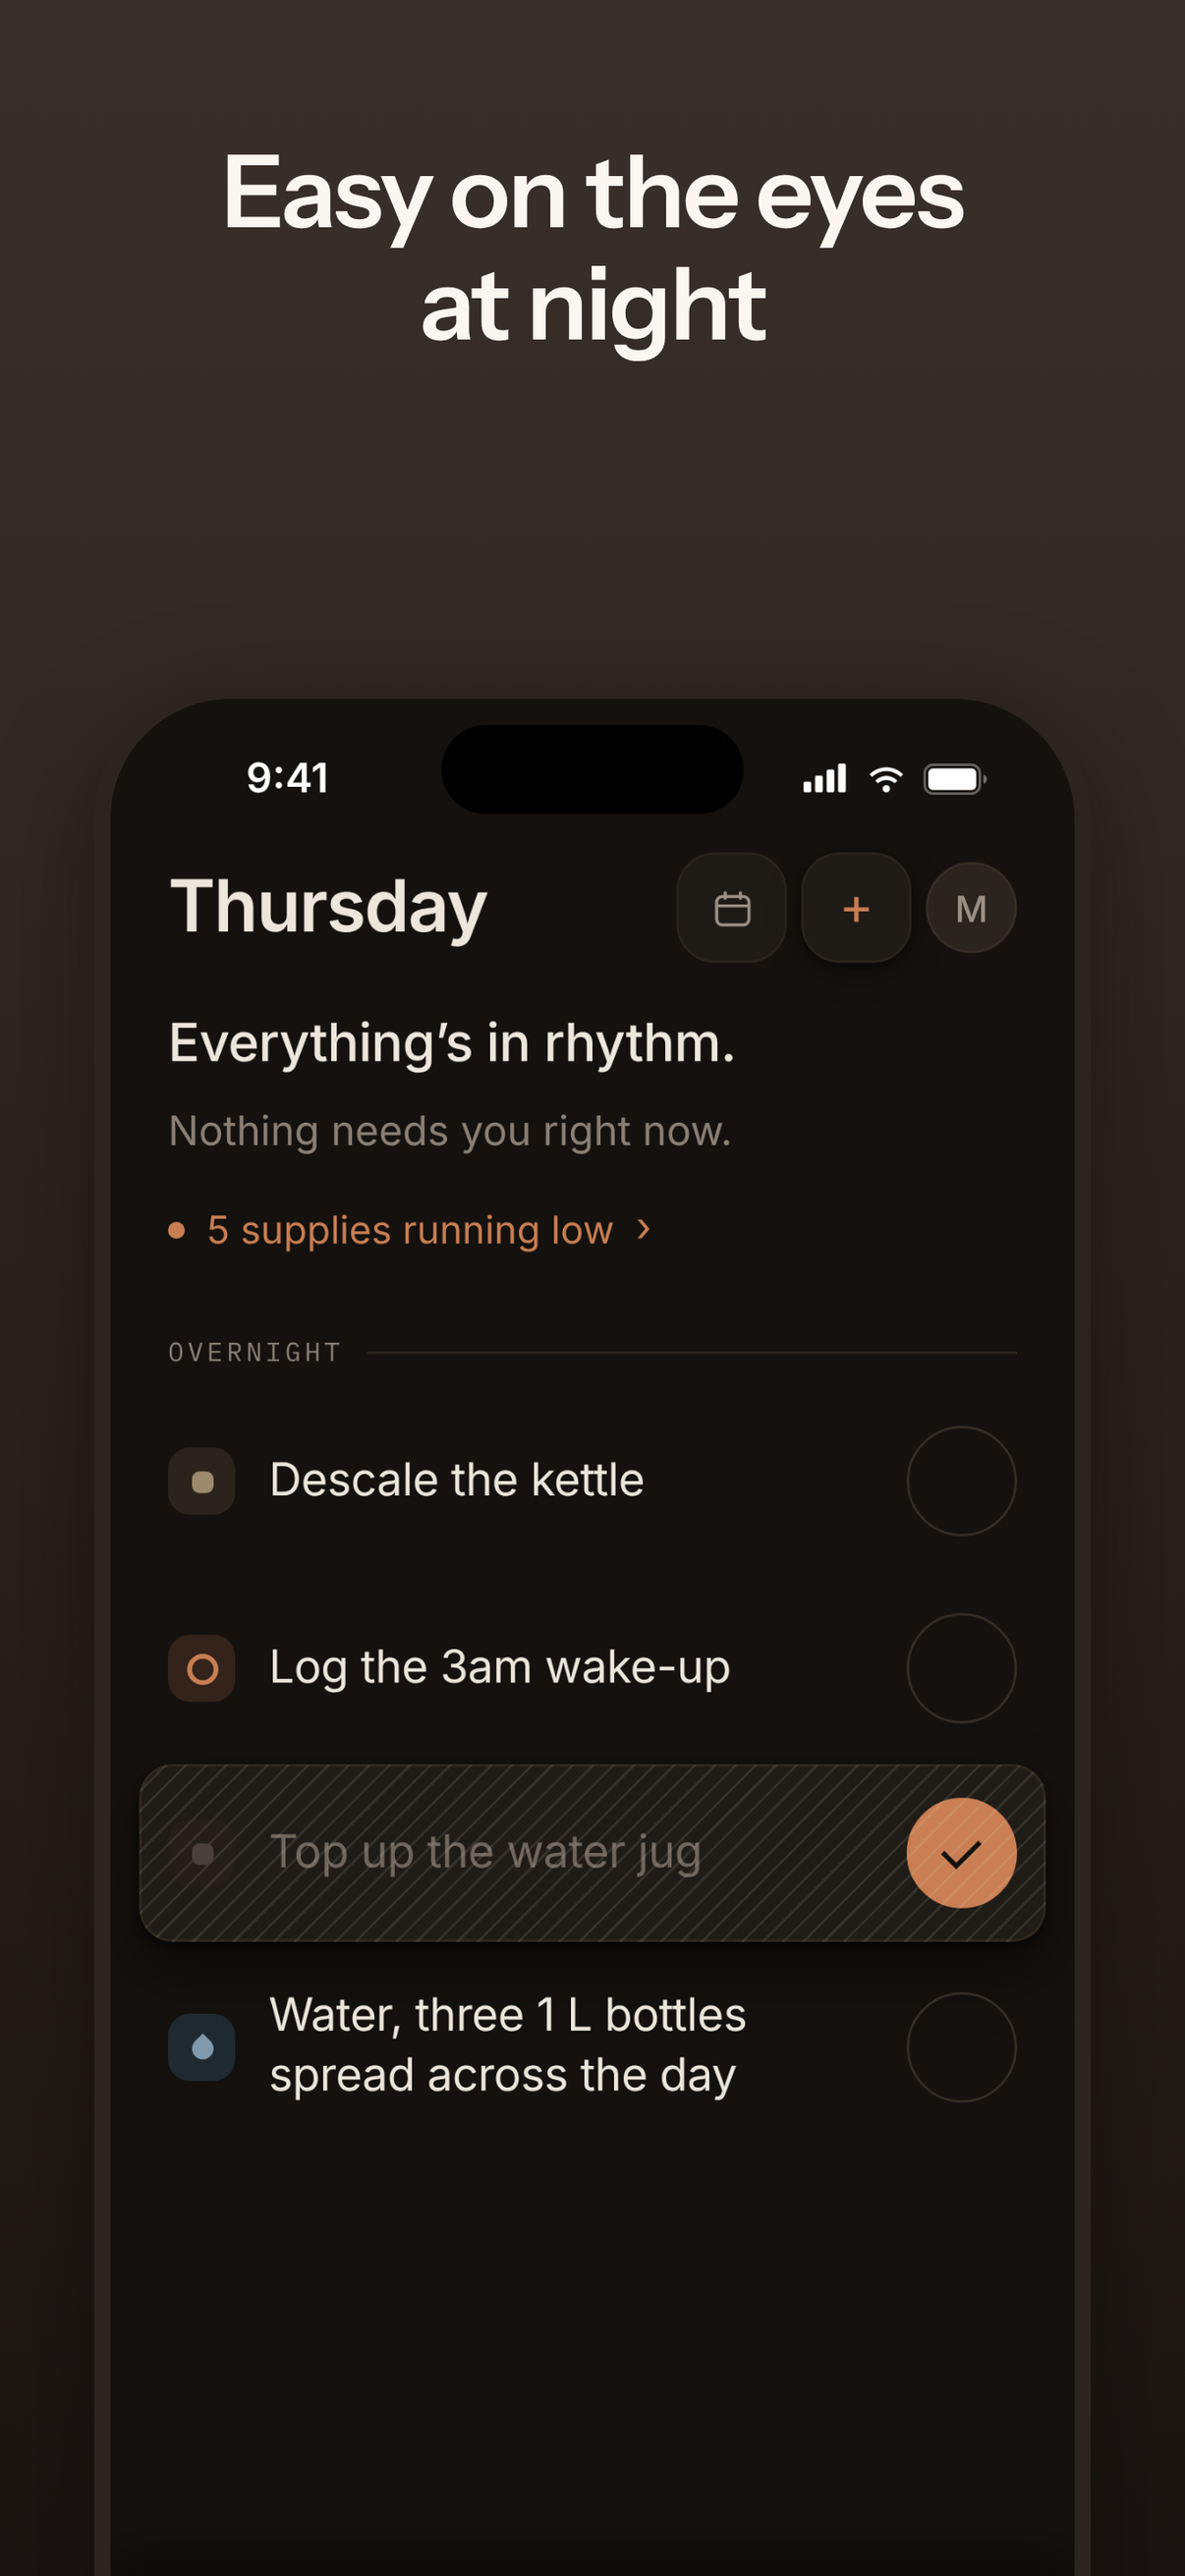 Easy on the eyes
at night
9:41
Thursday
M
Everything’s in rhythm.
Nothing needs you right now.
5 supplies running low
OVERNIGHT
Descale the kettle
Log the 3am wake-up
Top up the water jug
Water, three 1 L bottles
spread across the day